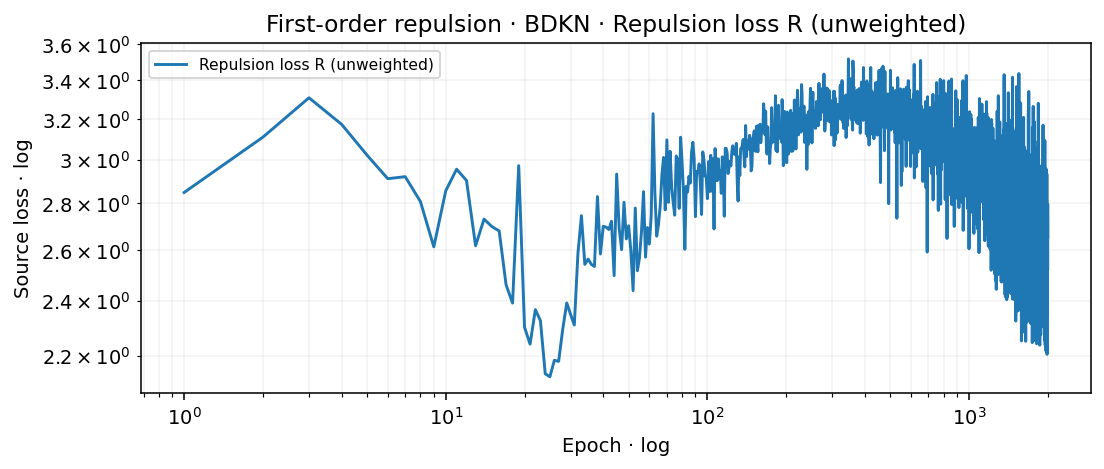 First-order repulsion · BDKN · Repulsion loss R (unweighted)
Repulsion loss R (unweighted)
Source loss · log
3.6 × 10⁰
3.4 × 10⁰
3.2 × 10⁰
3 × 10⁰
2.8 × 10⁰
2.6 × 10⁰
2.4 × 10⁰
2.2 × 10⁰
10⁰ 10¹ 10² 10³
Epoch · log